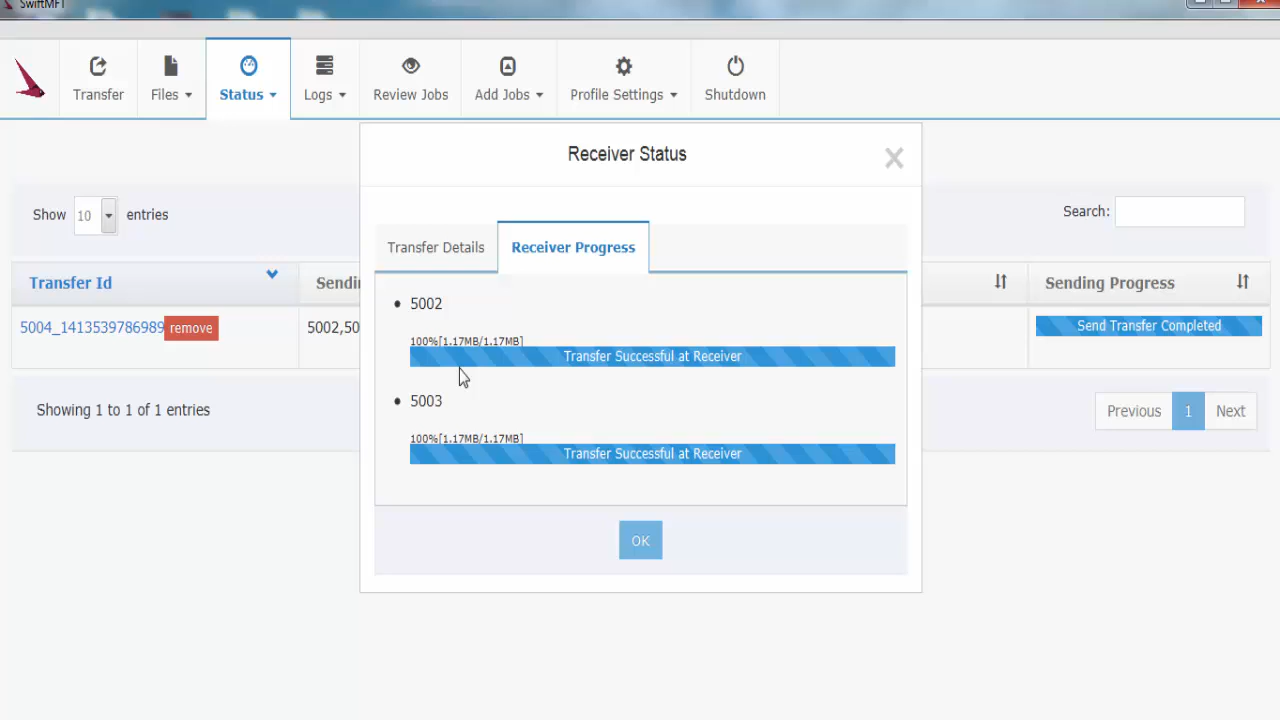 SwiftMFT
Transfer
Files
Status
Logs
Review Jobs
Add Jobs
Profile Settings
Shutdown
Receiver Status
Show 10 entries
Search:
Transfer Details
Receiver Progress
Transfer Id
Sending Progress
5002
5004_1413539786989 remove
5002,50
Send Transfer Completed
100%[1.17MB/1.17MB]
Transfer Successful at Receiver
5003
Showing 1 to 1 of 1 entries
Previous 1 Next
100%[1.17MB/1.17MB]
Transfer Successful at Receiver
OK